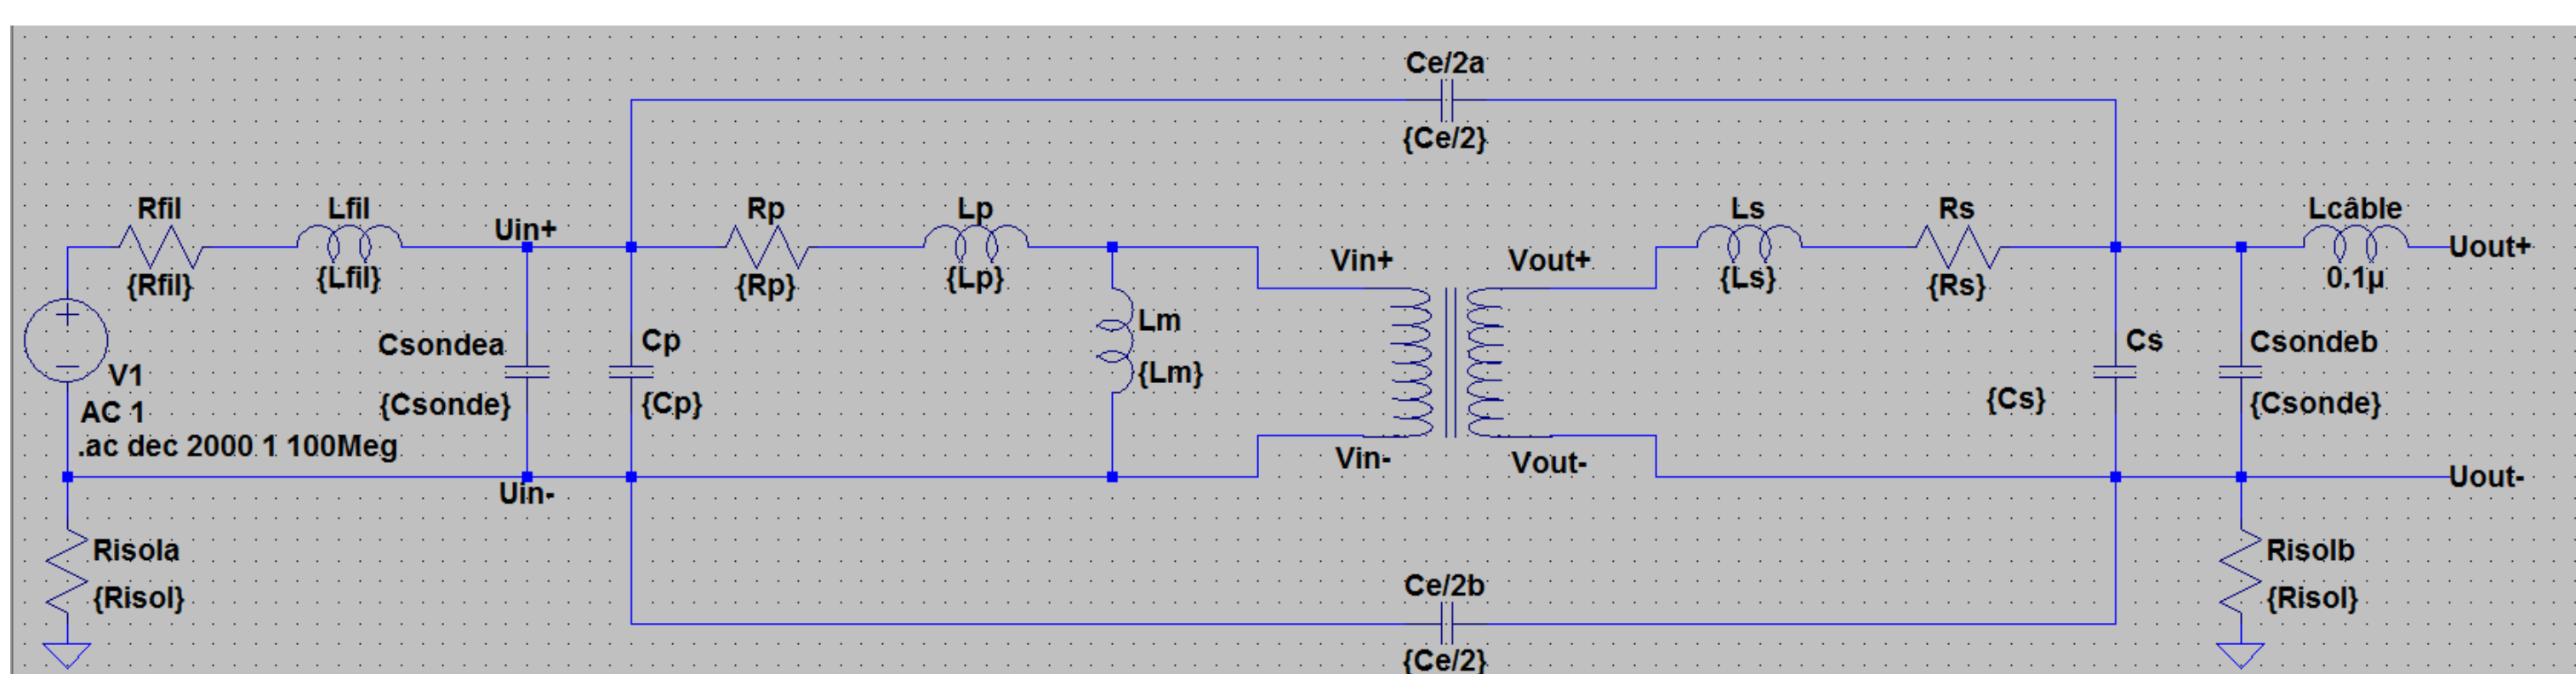 Ce/2a
{Ce/2}
Rfil
{Rfil}
Lfil
{Lfil}
Uin+
Rp
{Rp}
Lp
{Lp}
Vin+
Vout+
Ls
{Ls}
Rs
{Rs}
Lcâble
0.1µ
Uout+
V1
AC 1
.ac dec 2000 1 100Meg
Csondea
{Csonde}
Cp
{Cp}
Lm
{Lm}
Vin-
Vout-
Cs
{Cs}
Csondeb
{Csonde}
Uin-
Uout-
Risola
{Risol}
Ce/2b
{Ce/2}
Risolb
{Risol}